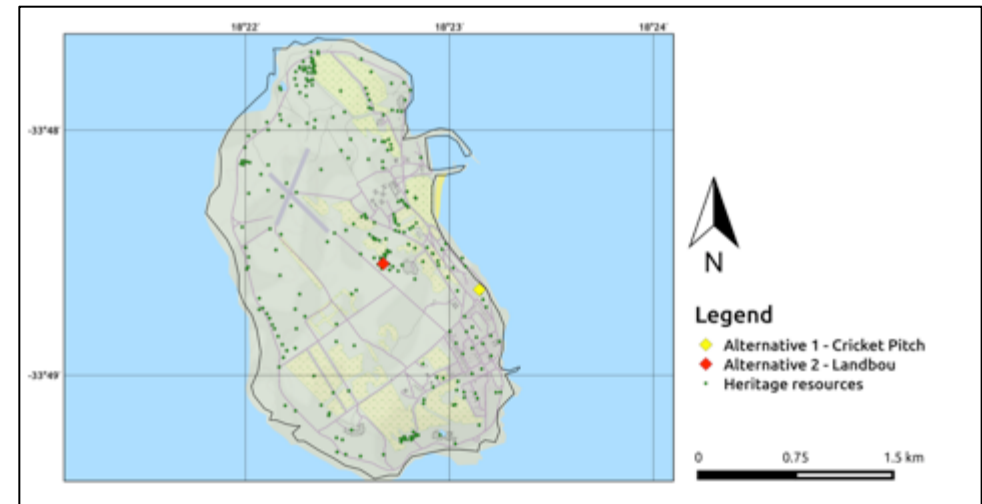 18°22' 18°23' 18°24'
-33°48'
-33°49'
N
Legend
Alternative 1 - Cricket Pitch
Alternative 2 - Landbou
Heritage resources
0 0.75 1.5 km